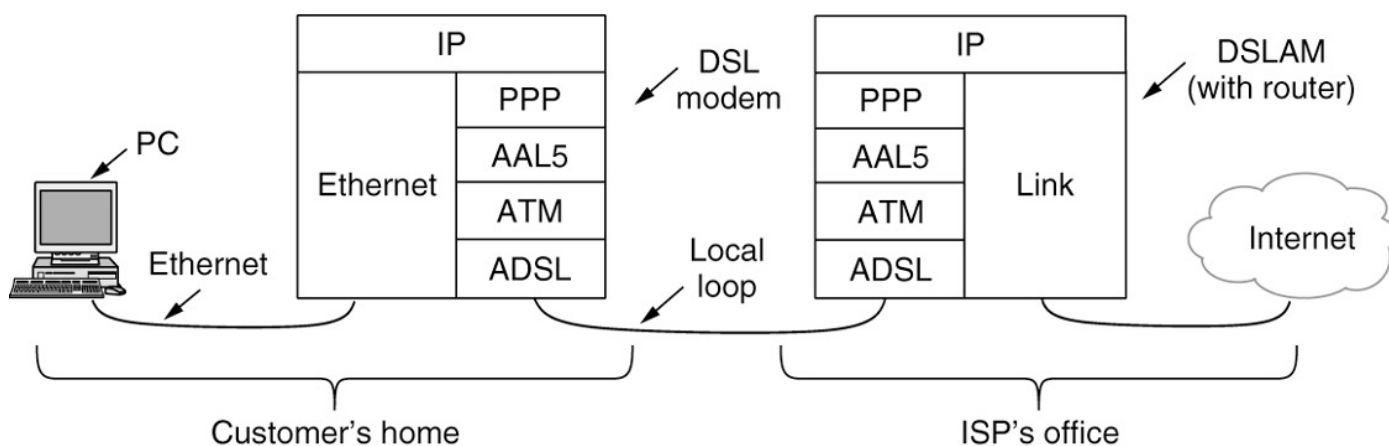 PC
Ethernet
IP
Ethernet
PPP
AAL5
ATM
ADSL
DSL
modem
Local
loop
IP
PPP
AAL5
ATM
ADSL
Link
DSLAM
(with router)
Internet
Customer's home
ISP's office